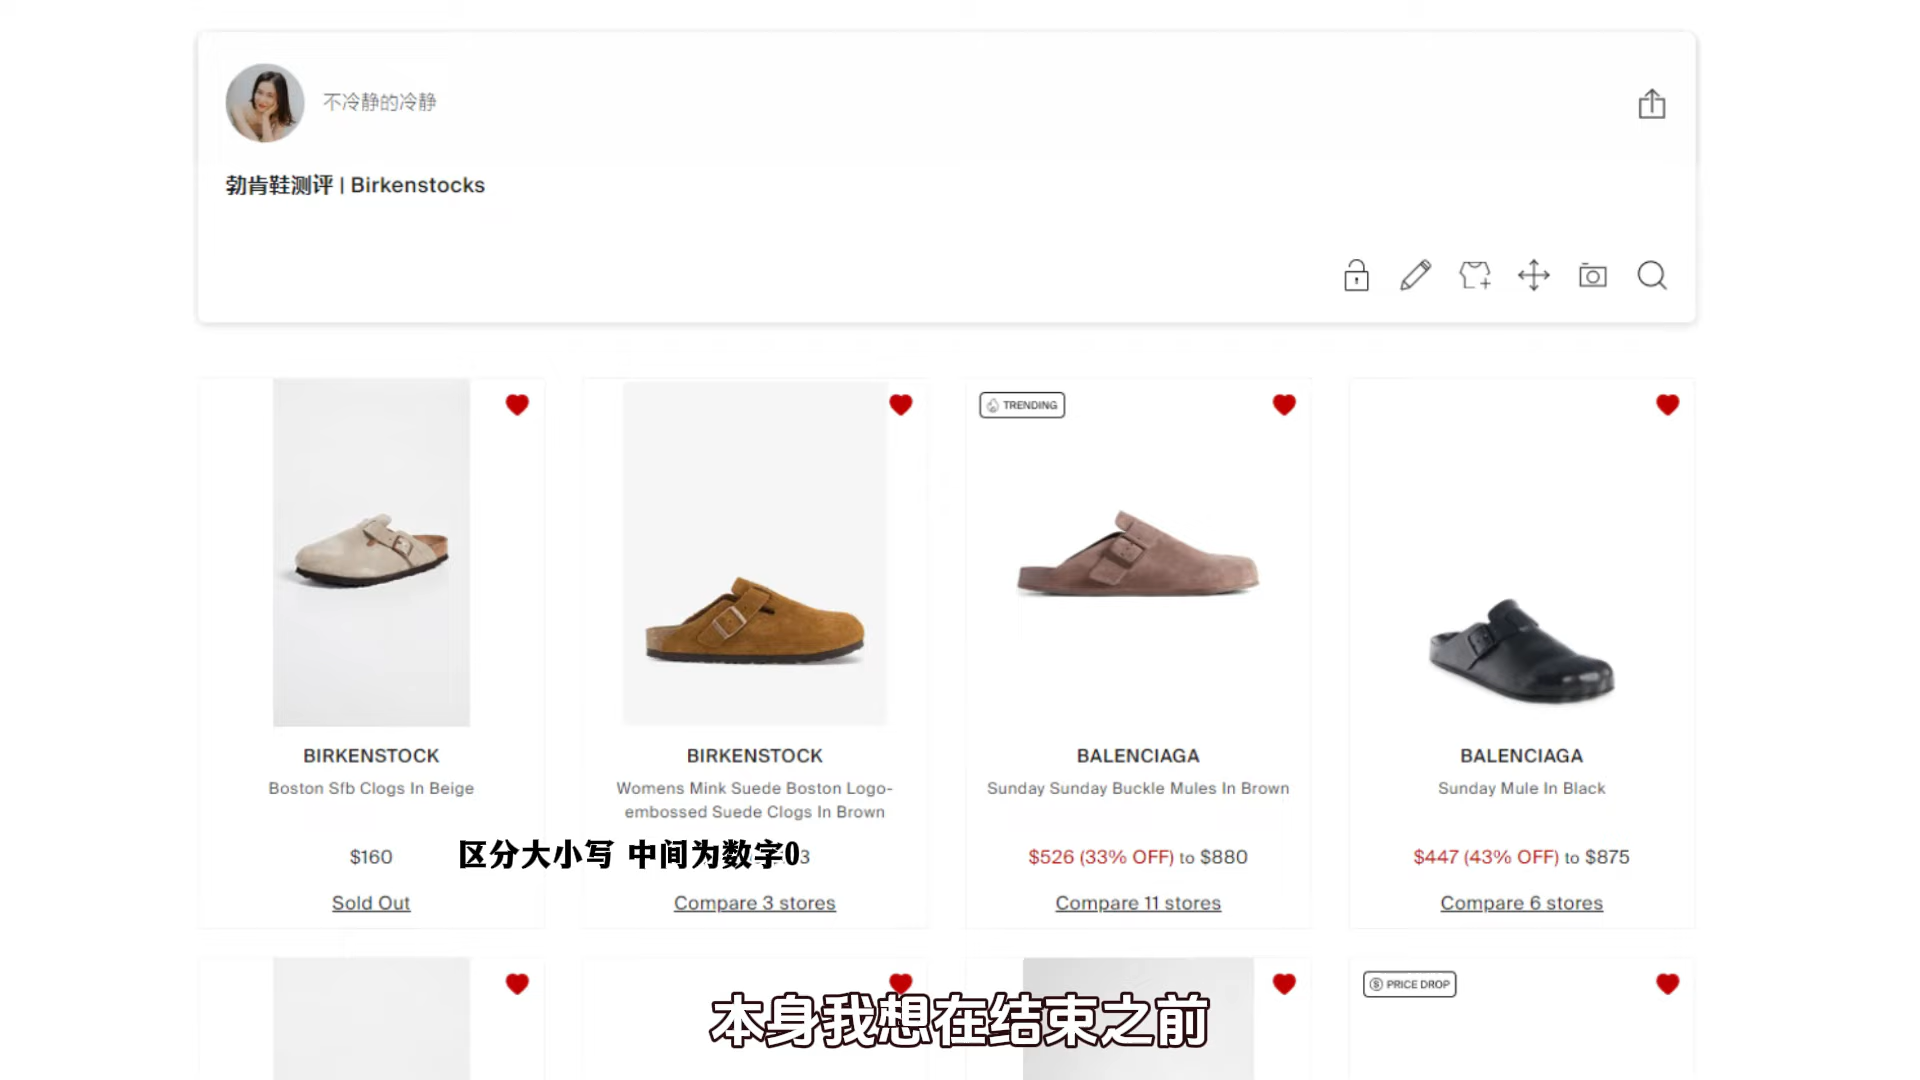 不冷静的冷静
勃肯鞋测评 | Birkenstocks
TRENDING
BIRKENSTOCK
Boston Sfb Clogs In Beige
$160
Sold Out
BIRKENSTOCK
Womens Mink Suede Boston Logo-
embossed Suede Clogs In Brown
3
Compare 3 stores
BALENCIAGA
Sunday Sunday Buckle Mules In Brown
$526 (33% OFF) to $880
Compare 11 stores
BALENCIAGA
Sunday Mule In Black
$447 (43% OFF) to $875
Compare 6 stores
区分大小写 中间为数字0
PRICE DROP
本身我想在结束之前